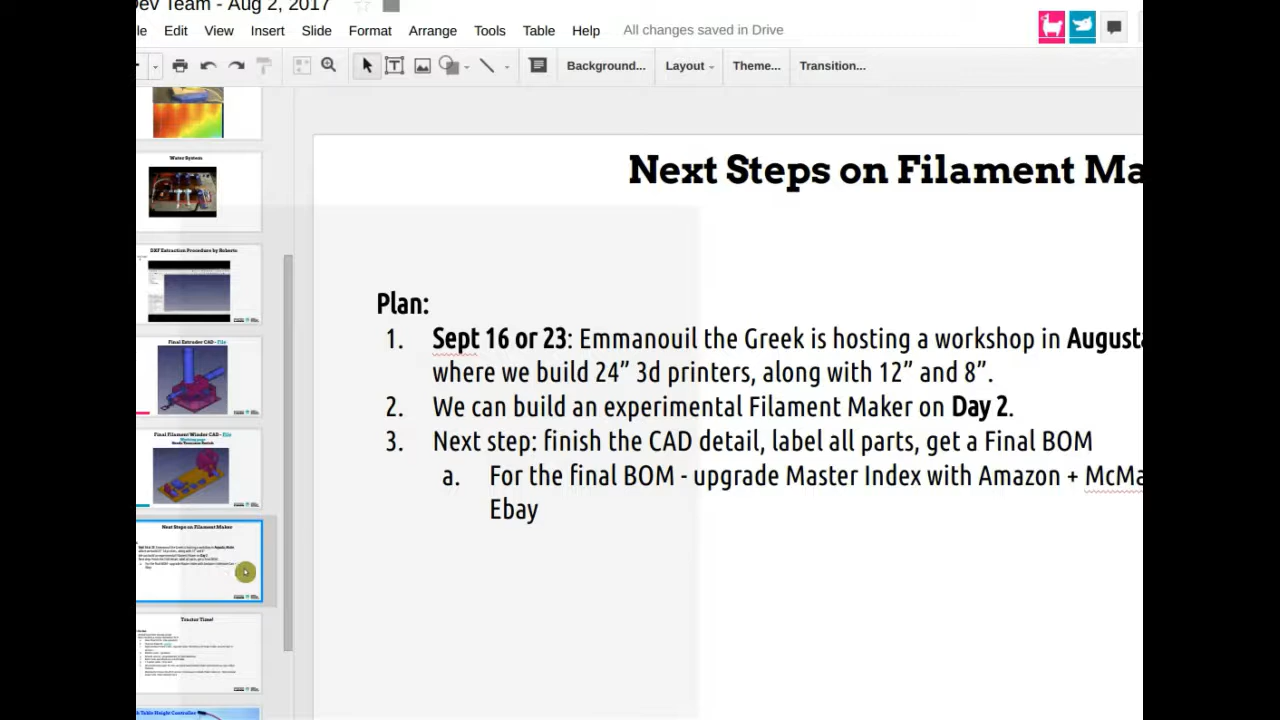 Dev Team - Aug 2, 2017
Edit View Insert Slide Format Arrange Tools Table Help All changes saved in Drive
Background... Layout Theme... Transition...
Water System
DXF Extraction Procedure by Roberto
Final Extruder CAD - File
Final Filament Winder CAD - File
Next Steps on Filament Maker
Tractor Time!
Table Height Controller
Next Steps on Filament Ma
Plan:
1. Sept 16 or 23: Emmanouil the Greek is hosting a workshop in Augusta
where we build 24” 3d printers, along with 12” and 8”.
2. We can build an experimental Filament Maker on Day 2.
3. Next step: finish the CAD detail, label all parts, get a Final BOM
a. For the final BOM - upgrade Master Index with Amazon + McMa
Ebay